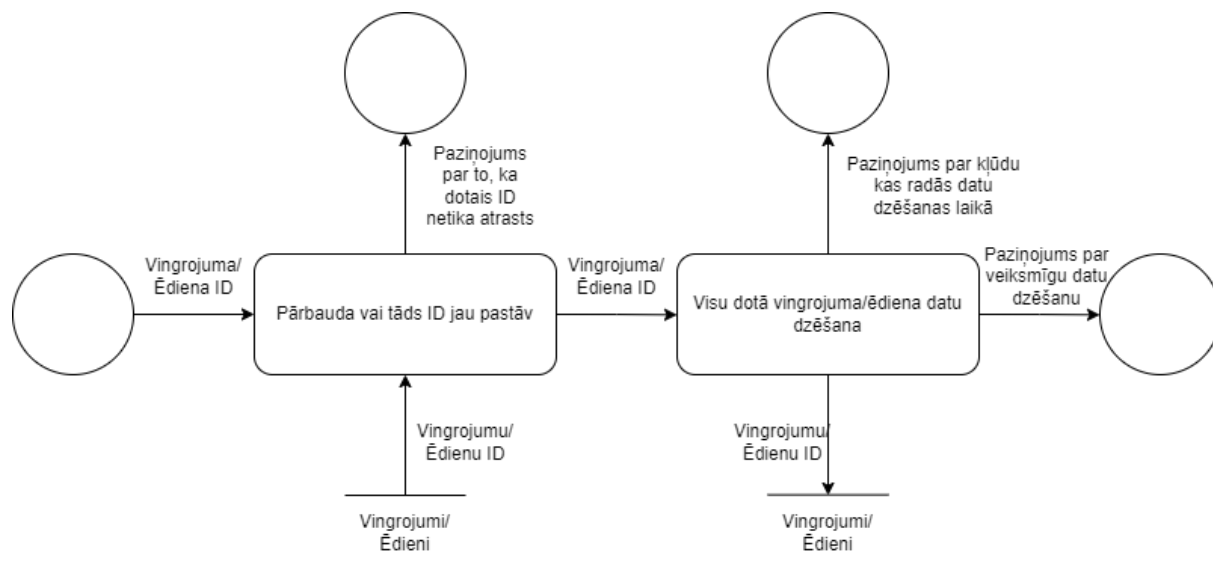 Paziņojums
par to, ka
dotais ID
netika atrasts
Paziņojums par kļūdu
kas radās datu
dzēšanas laikā
Vingrojuma/
Ēdiena ID
Pārbauda vai tāds ID jau pastāv
Vingrojuma/
Ēdiena ID
Visu dotā vingrojuma/ēdiena datu
dzēšana
Paziņojums par
veiksmīgu datu
dzēšanu
Vingrojumu/
Ēdienu ID
Vingrojumu/
Ēdienu ID
Vingrojumi/
Ēdieni
Vingrojumi/
Ēdieni